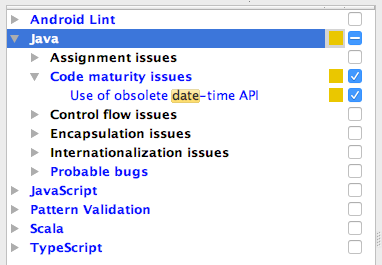 Android Lint
Java
Assignment issues
Code maturity issues
Use of obsolete date-time API
Control flow issues
Encapsulation issues
Internationalization issues
Probable bugs
JavaScript
Pattern Validation
Scala
TypeScript